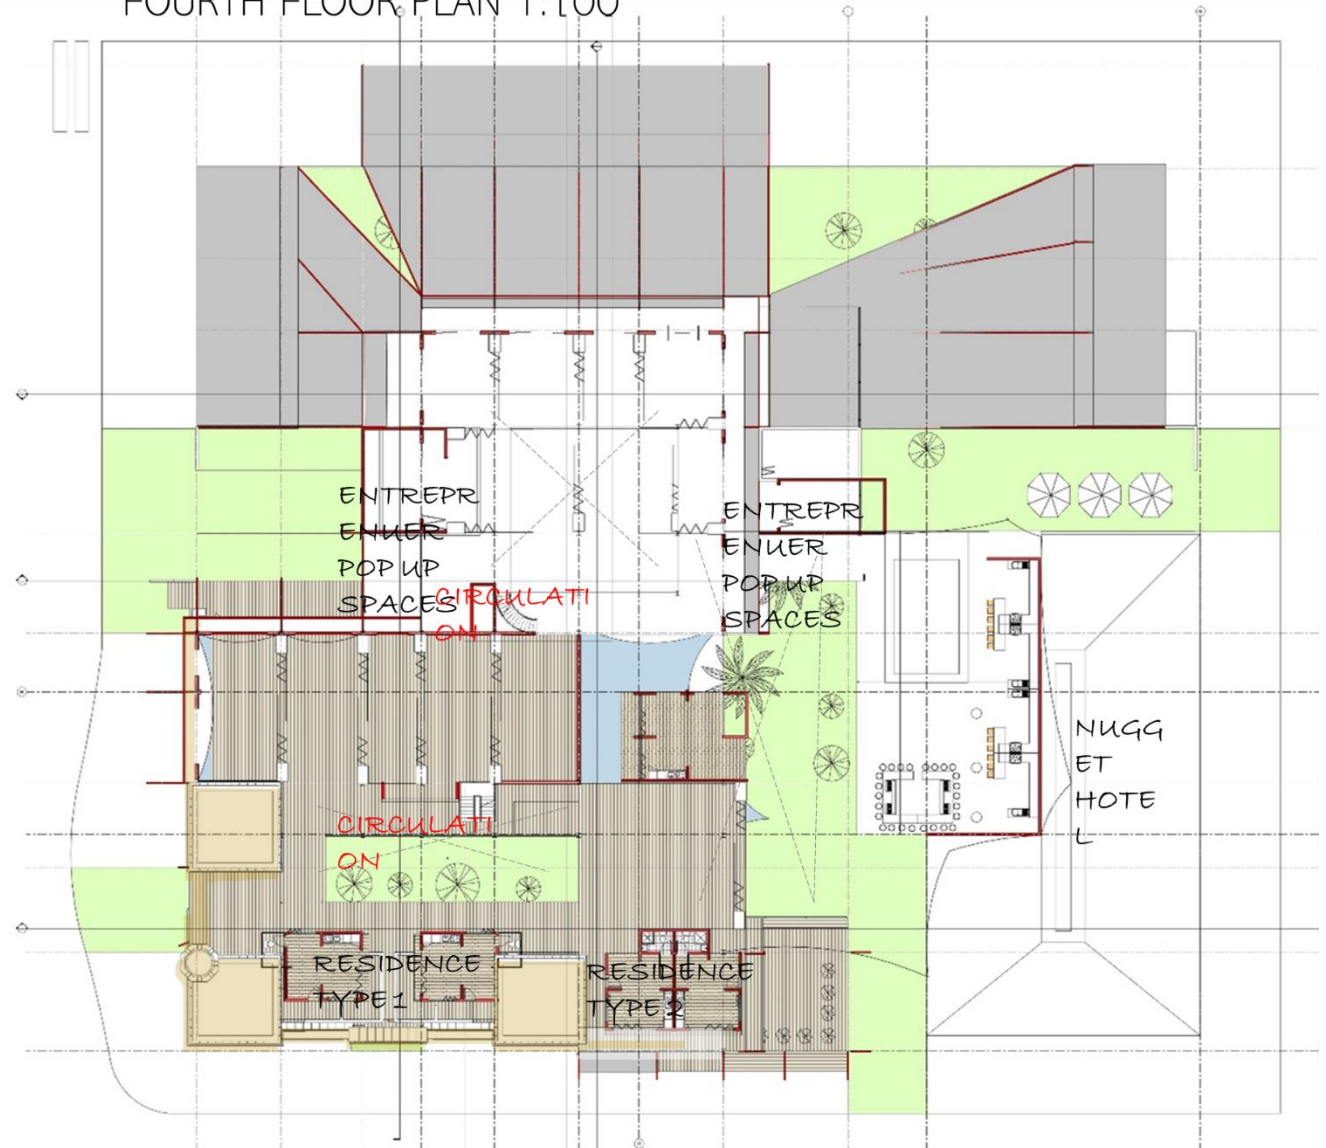 FOURTH FLOOR PLAN 1:100
ENTREPR
ENUER
POP UP
SPACES
ENTREPR
ENUER
POP UP
SPACES
CIRCULATI
ON
NUGG
ET
HOTE
L
CIRCULATI
ON
RESIDENCE
TYPE 1
RESIDENCE
TYPE 2